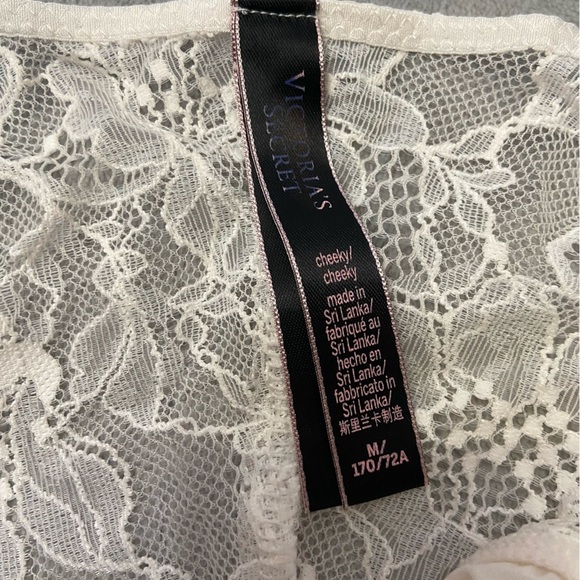 VICTORIA'S
SECRET
cheeky/
cheeky
made in
Sri Lanka/
fabriqué au
Sri Lanka/
hecho en
Sri Lanka/
fabbricato in
Sri Lanka/
斯里兰卡制造
M/
170/72A